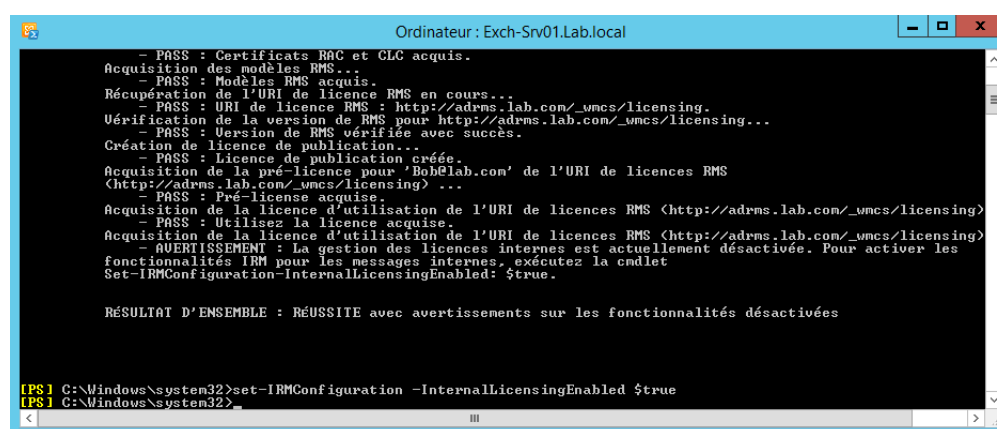 Ordinateur : Exch-Srv01.Lab.local
- PASS : Certificats RAC et CLC acquis.
Acquisition des modèles RMS...
- PASS : Modèles RMS acquis.
Récupération de l'URI de licence RMS en cours...
- PASS : URI de licence RMS : http://adrms.lab.com/_wmcs/licensing.
Vérification de la version de RMS pour http://adrms.lab.com/_wmcs/licensing...
- PASS : Version de RMS vérifiée avec succès.
Création de licence de publication...
- PASS : Licence de publication créée.
Acquisition de la pré-licence pour 'Bob@lab.com' de l'URI de licences RMS
(http://adrms.lab.com/_wmcs/licensing) ...
- PASS : Pré-license acquise.
Acquisition de la licence d'utilisation de l'URI de licences RMS (http://adrms.lab.com/_wmcs/licensing)
- PASS : Utilisez la licence acquise.
Acquisition de la licence d'utilisation de l'URI de licences RMS (http://adrms.lab.com/_wmcs/licensing)
- AVERTISSEMENT : La gestion des licences internes est actuellement désactivée. Pour activer les
fonctionnalités IRM pour les messages internes, exécutez la cmdlet
Set-IRMConfiguration-InternalLicensingEnabled: $true.
RÉSULTAT D'ENSEMBLE : RÉUSSITE avec avertissements sur les fonctionnalités désactivées
[PS] C:\Windows\system32>set-IRMConfiguration -InternalLicensingEnabled $true
[PS] C:\Windows\system32>_